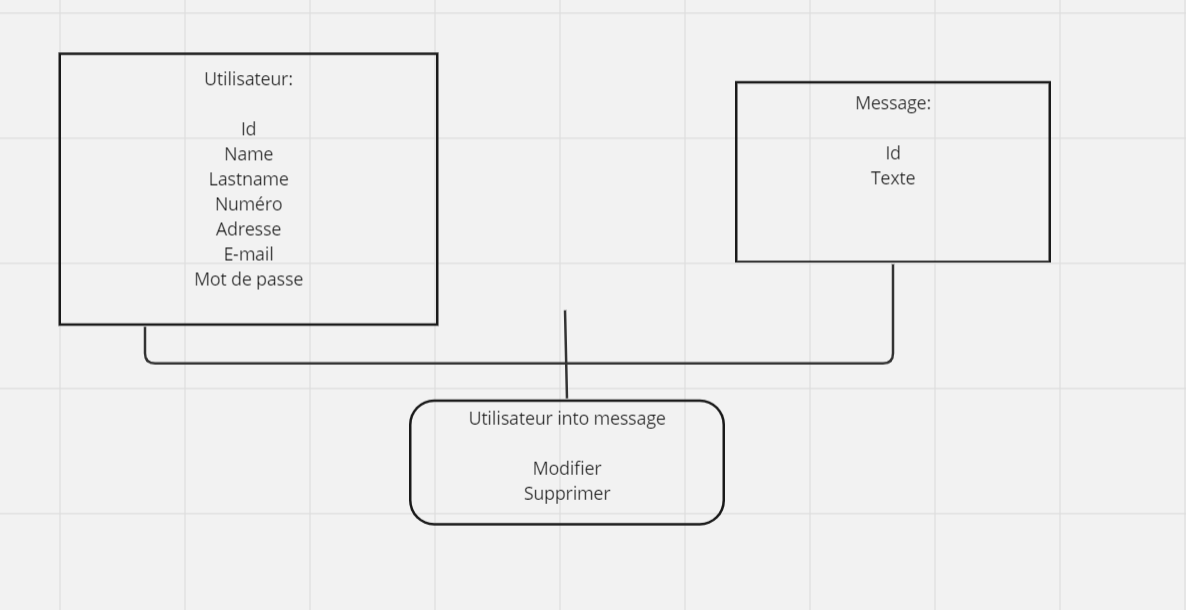 Utilisateur:
Id
Name
Lastname
Numéro
Adresse
E-mail
Mot de passe
Message:
Id
Texte
Utilisateur into message
Modifier
Supprimer